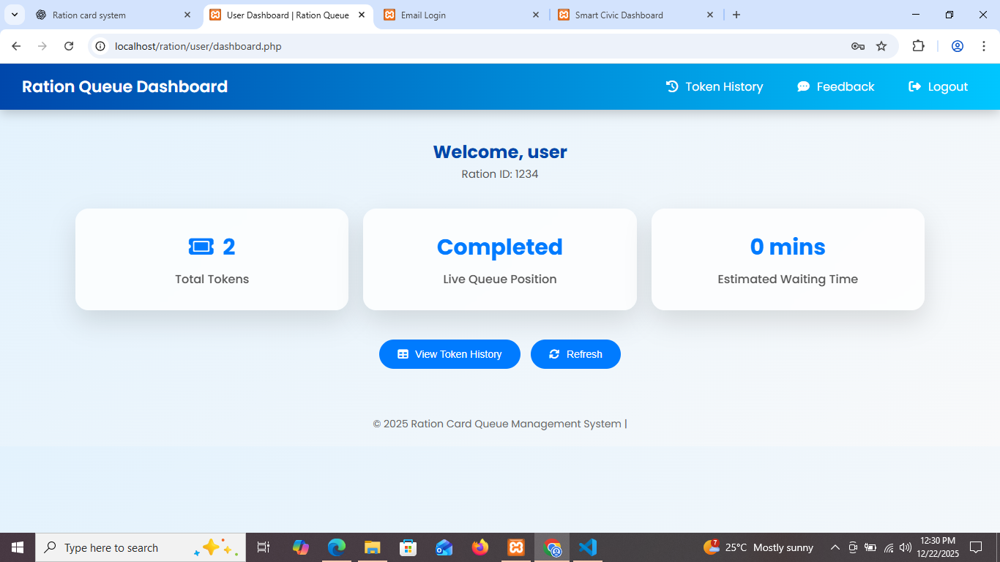 Ration card system
User Dashboard | Ration Queue
Email Login
Smart Civic Dashboard
localhost/ration/user/dashboard.php
Ration Queue Dashboard
Token History
Feedback
Logout
Welcome, user
Ration ID: 1234
2
Total Tokens
Completed
Live Queue Position
0 mins
Estimated Waiting Time
View Token History
Refresh
© 2025 Ration Card Queue Management System |
Type here to search
7
25°C Mostly sunny
12:30 PM
12/22/2025